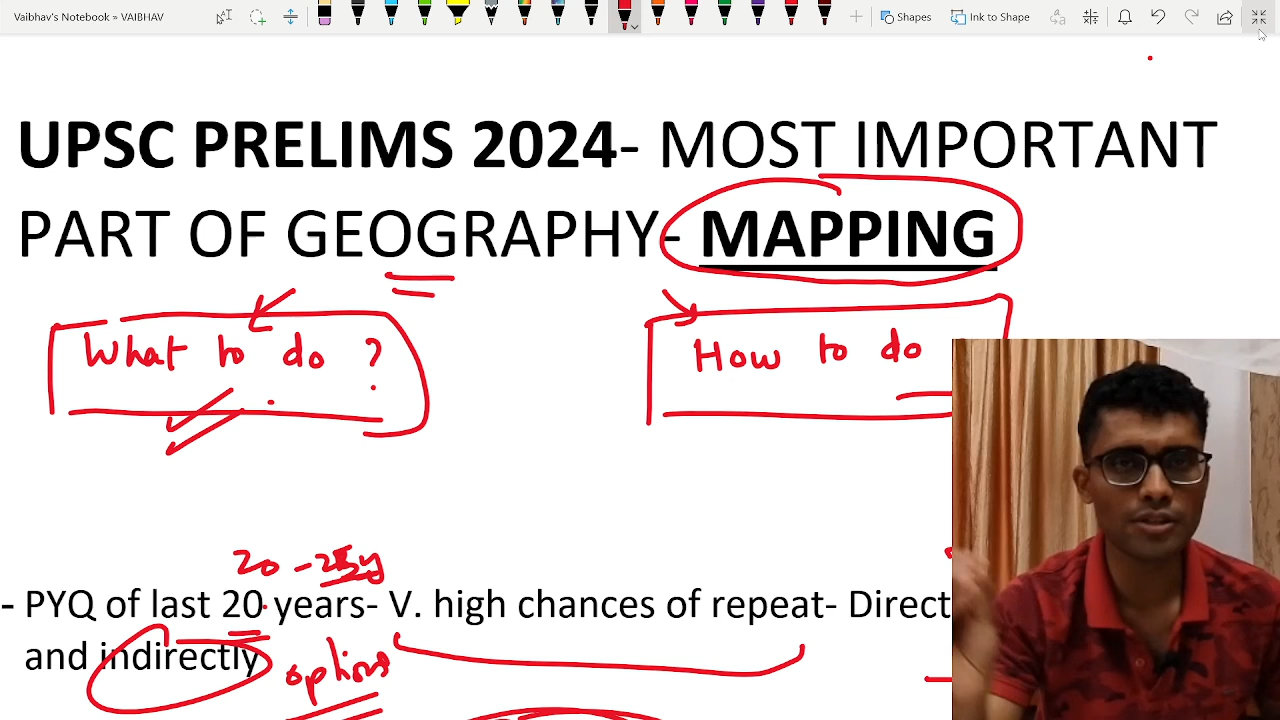 Vaibhav's Notebook » VAIBHAV
Shapes
Ink to Shape
UPSC PRELIMS 2024- MOST IMPORTANT
PART OF GEOGRAPHY- MAPPING
What to do ?
How to do
20 - 25y
- PYQ of last 20 years- V. high chances of repeat- Direct
and indirectly
options